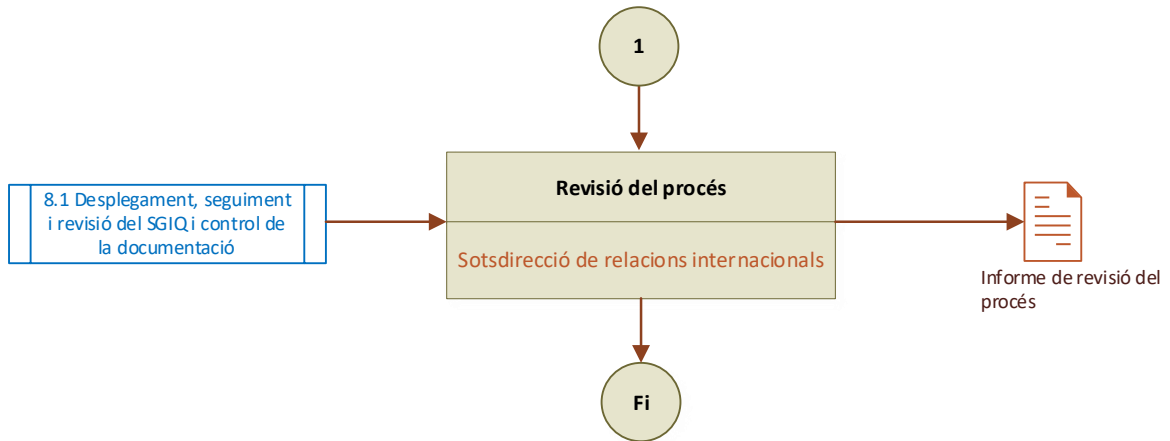 1
Revisió del procés
8.1 Desplegament, seguiment
i revisió del SGIQ i control de
la documentació
Sotsdirecció de relacions internacionals
Informe de revisió del
procés
Fi